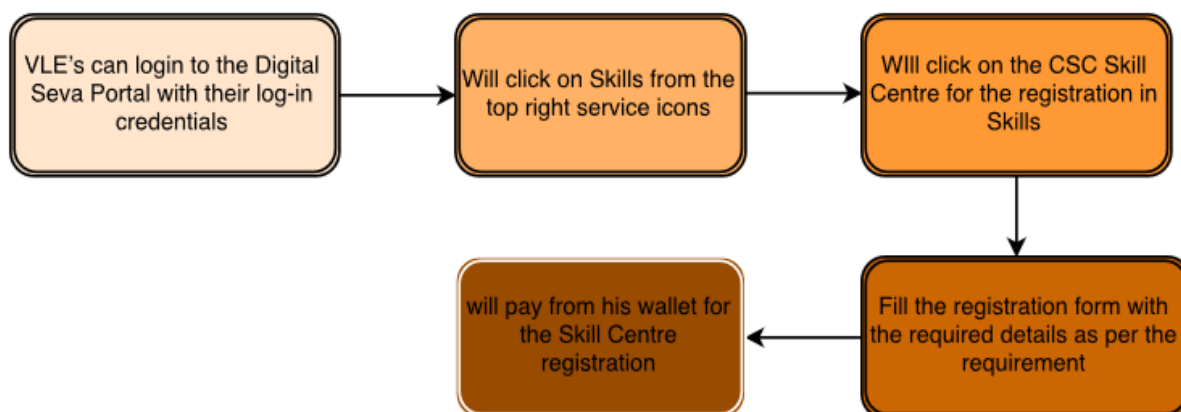 VLE's can login to the Digital
Seva Portal with their log-in
credentials
Will click on Skills from the
top right service icons
WIll click on the CSC Skill
Centre for the registration in
Skills
Fill the registration form with
the required details as per the
requirement
will pay from his wallet for
the Skill Centre
registration